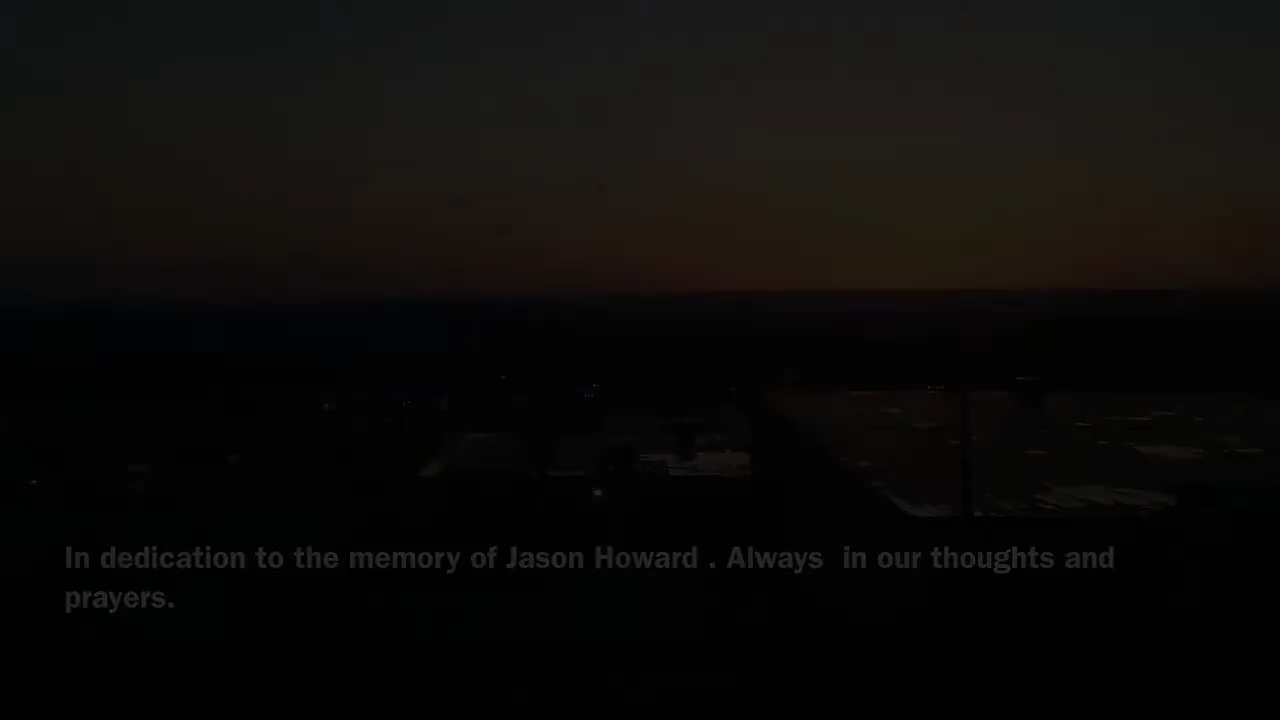 In dedication to the memory of Jason Howard . Always  in our thoughts and
prayers.